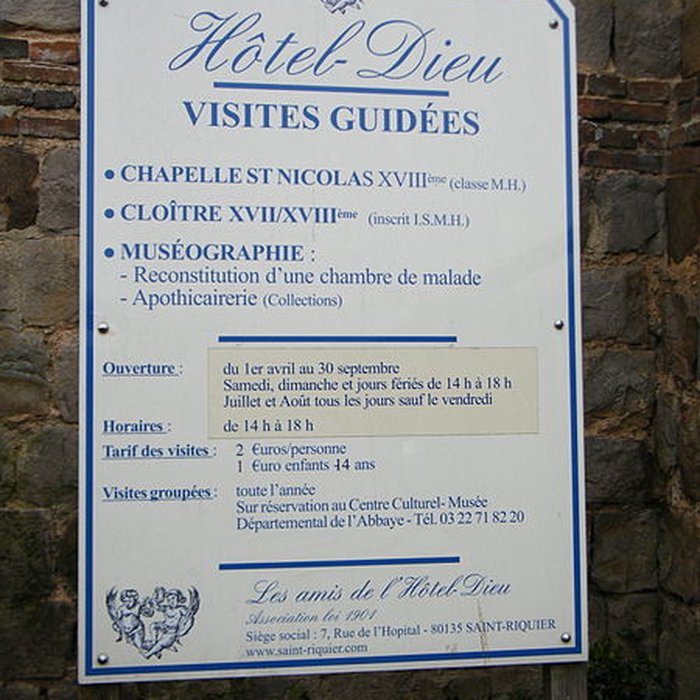 Hôtel-Dieu
VISITES GUIDÉES
• CHAPELLE ST NICOLAS XVIIIème (classe M.H.)
• CLOÎTRE XVII/XVIIIème (inscrit I.S.M.H.)
• MUSÉOGRAPHIE :
- Reconstitution d'une chambre de malade
- Apothicairerie (Collections)
Ouverture : du 1er avril au 30 septembre
Samedi, dimanche et jours fériés de 14 h à 18 h
Juillet et Août tous les jours sauf le vendredi
Horaires : de 14 h à 18 h
Tarif des visites : 2 €uros/personne
1 €uro enfants 14 ans
Visites groupées : toute l'année
Sur réservation au Centre Culturel- Musée
Départemental de l'Abbaye - Tél. 03 22 71 82 20
Les amis de l'Hôtel-Dieu
Association loi 1901
Siège social : 7, Rue de l'Hopital - 80135 SAINT-RIQUIER
www.saint-riquier.com